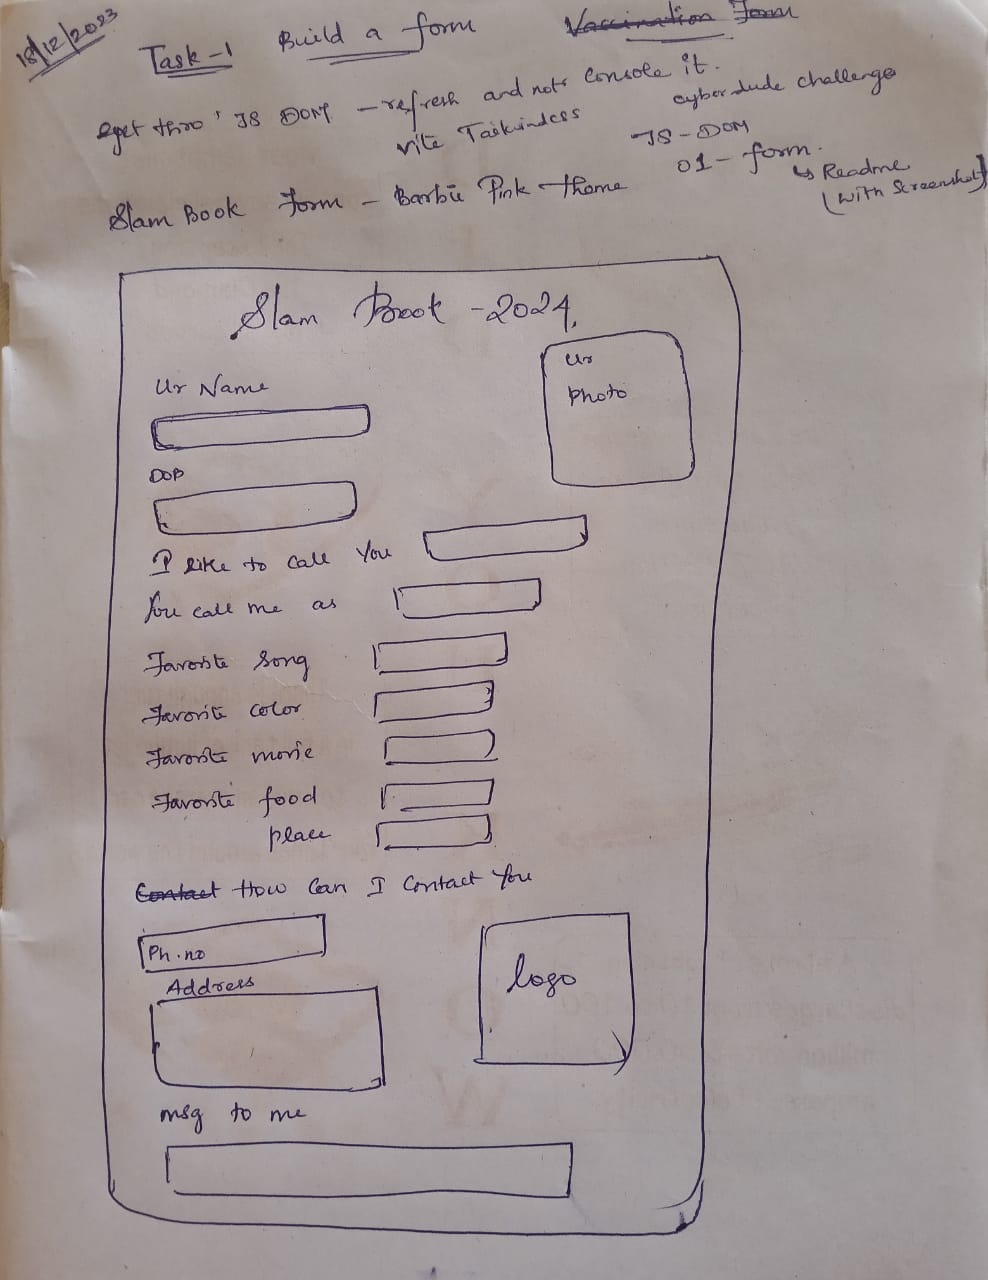 18/12/2023
Task-1 Build a form Vaccination Form
get thro' JS DOM - refresh and not console it.
vite Tailwindcss
cyber dude challenge
JS-DOM
01- form.
↳ Readme
(with Screenshot)
Slam Book Form - Barbie Pink theme
Slam Book - 2024.
Ur Name
Ur
Photo
DOB
I like to call You
You call me as
Favorite Song
Favorite color
Favorite movie
Favorite food
place
Contact How Can I Contact You
Ph.no
Address
logo
msg to me